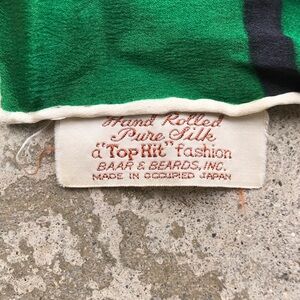 Hand Rolled
Pure Silk
a "Top Hit" fashion
BAAR & BEARDS, INC.
MADE IN OCCUPIED JAPAN